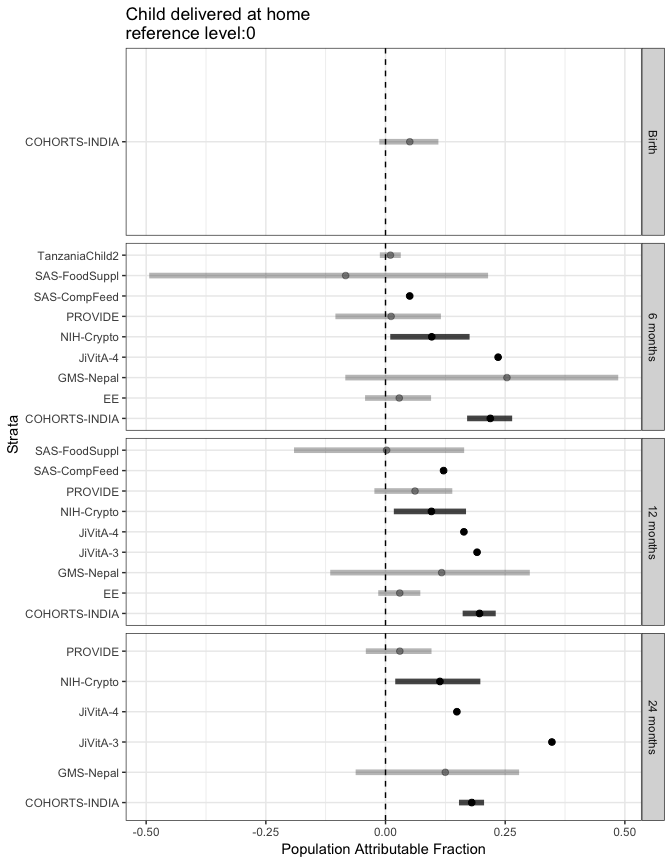 Child delivered at home
reference level:0
COHORTS-INDIA
Birth
TanzaniaChild2
SAS-FoodSuppl
SAS-CompFeed
PROVIDE
NIH-Crypto
JiVitA-4
GMS-Nepal
EE
COHORTS-INDIA
6 months
SAS-FoodSuppl
SAS-CompFeed
PROVIDE
NIH-Crypto
JiVitA-4
JiVitA-3
GMS-Nepal
EE
COHORTS-INDIA
12 months
PROVIDE
NIH-Crypto
JiVitA-4
JiVitA-3
GMS-Nepal
COHORTS-INDIA
24 months
Strata
-0.50 -0.25 0.00 0.25 0.50
Population Attributable Fraction